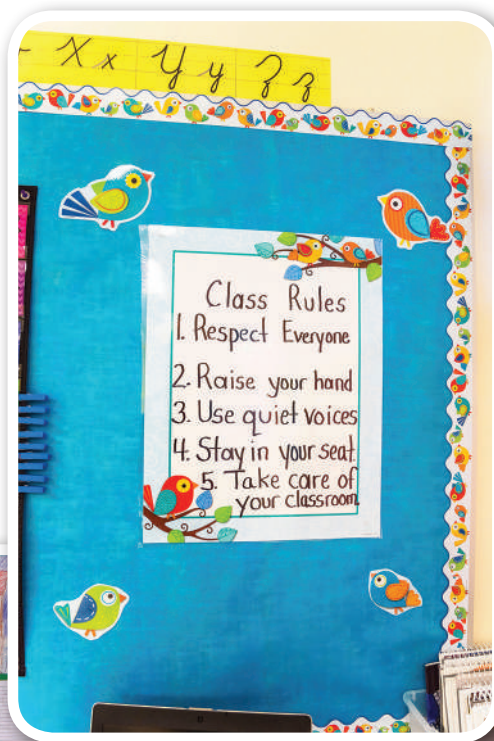 X x Y y Z z
Class Rules
1. Respect Everyone
2. Raise your hand
3. Use quiet voices
4. Stay in your seat.
5. Take care of
your classroom